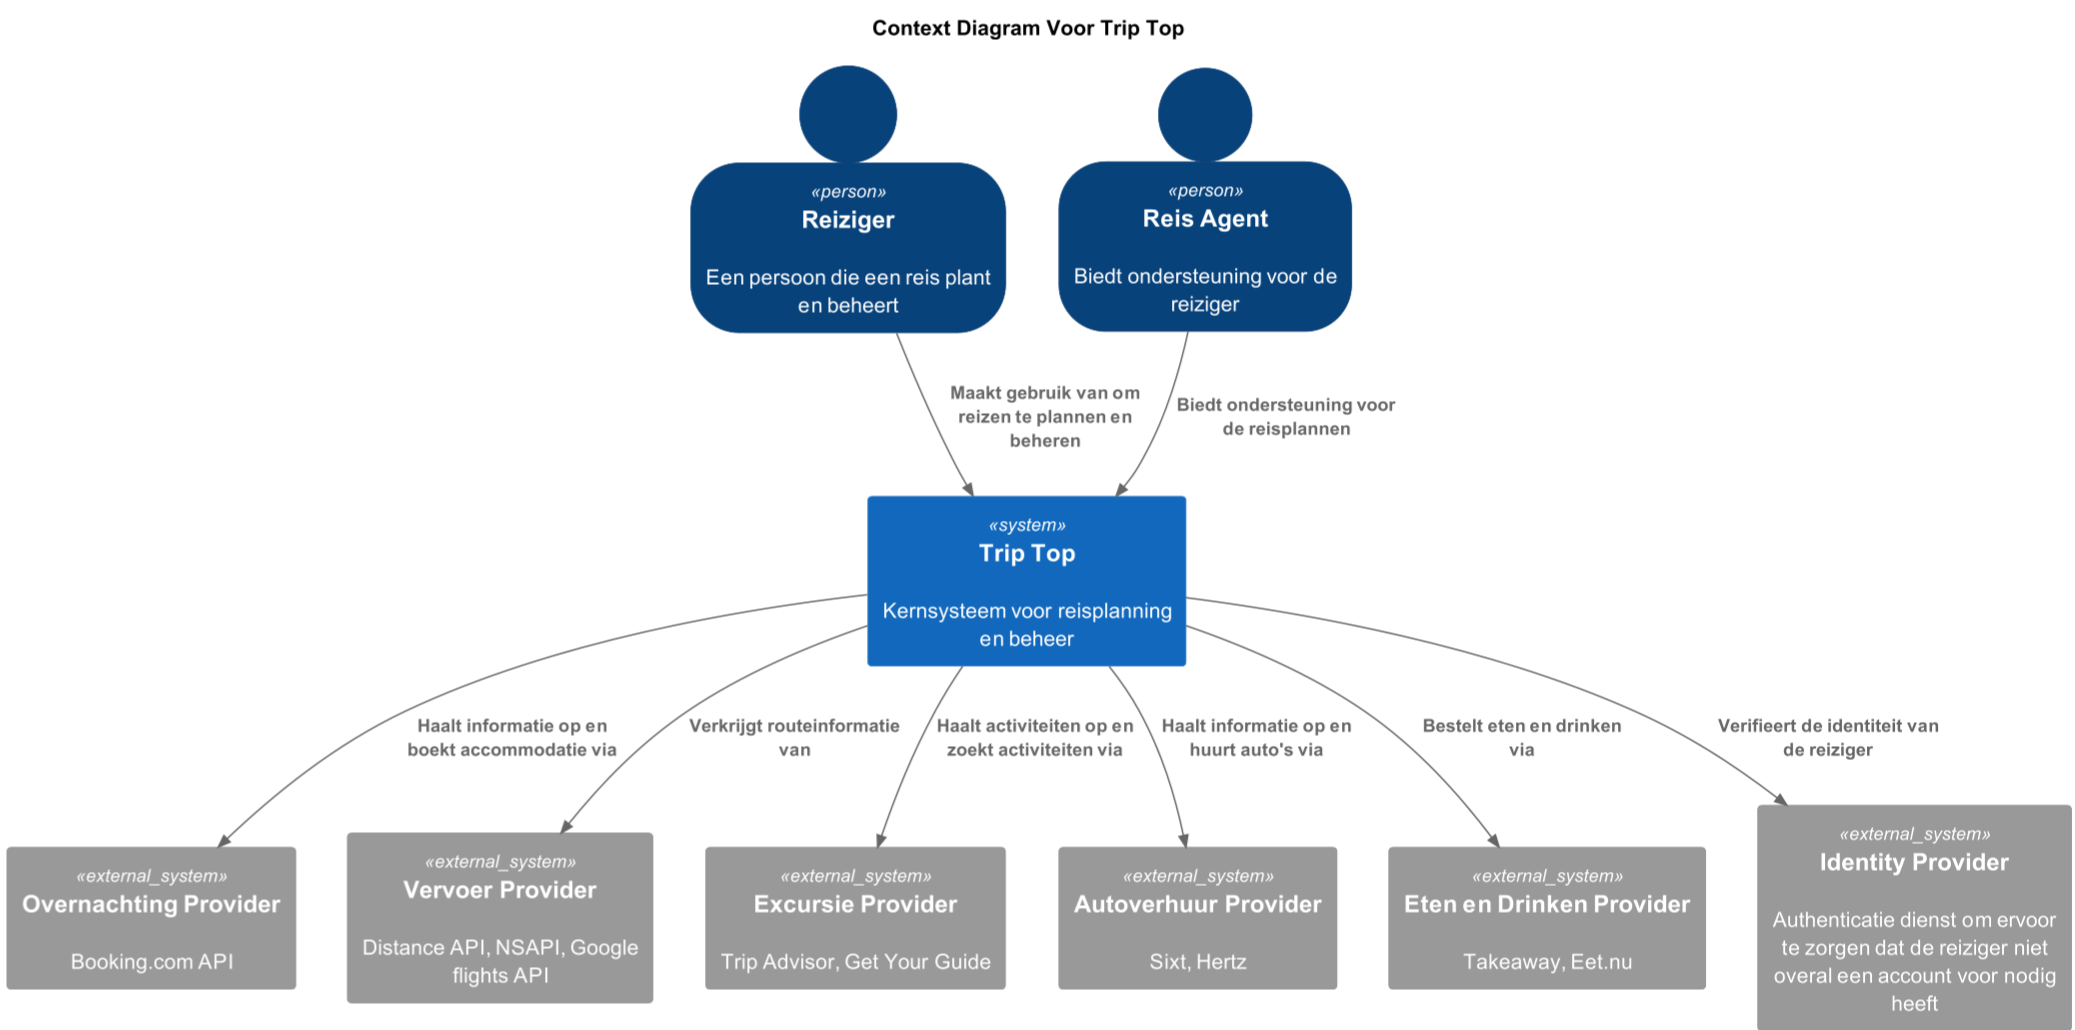 Context Diagram Voor Trip Top
«person»
Reiziger
Een persoon die een reis plant
en beheert
«person»
Reis Agent
Biedt ondersteuning voor de
reiziger
Maakt gebruik van om
reizen te plannen en
beheren
Biedt ondersteuning voor
de reisplannen
«system»
Trip Top
Kernsysteem voor reisplanning
en beheer
Haalt informatie op en
boekt accommodatie via
Verkrijgt routeinformatie
van
Haalt activiteiten op en
zoekt activiteiten via
Haalt informatie op en
huurt auto's via
Bestelt eten en drinken
via
Verifieert de identiteit van
de reiziger
«external_system»
Overnachting Provider
Booking.com API
«external_system»
Vervoer Provider
Distance API, NSAPI, Google
flights API
«external_system»
Excursie Provider
Trip Advisor, Get Your Guide
«external_system»
Autoverhuur Provider
Sixt, Hertz
«external_system»
Eten en Drinken Provider
Takeaway, Eet.nu
«external_system»
Identity Provider
Authenticatie dienst om ervoor
te zorgen dat de reiziger niet
overal een account voor nodig
heeft